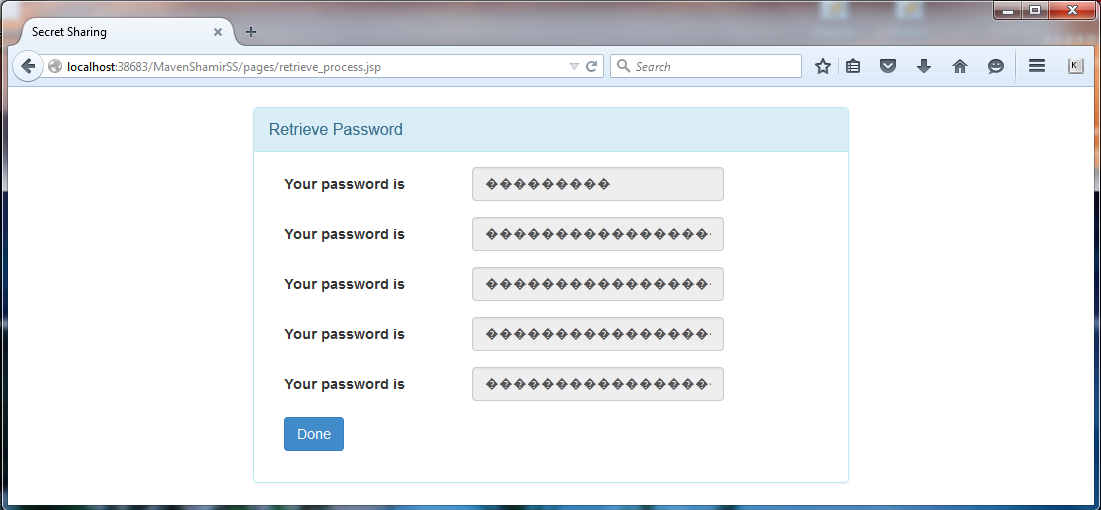 Secret Sharing
localhost:38683/MavenShamirSS/pages/retrieve_process.jsp
Search
K
Retrieve Password
Your password is ���������
Your password is ����������������
Your password is ����������������
Your password is ����������������
Your password is ����������������
Done